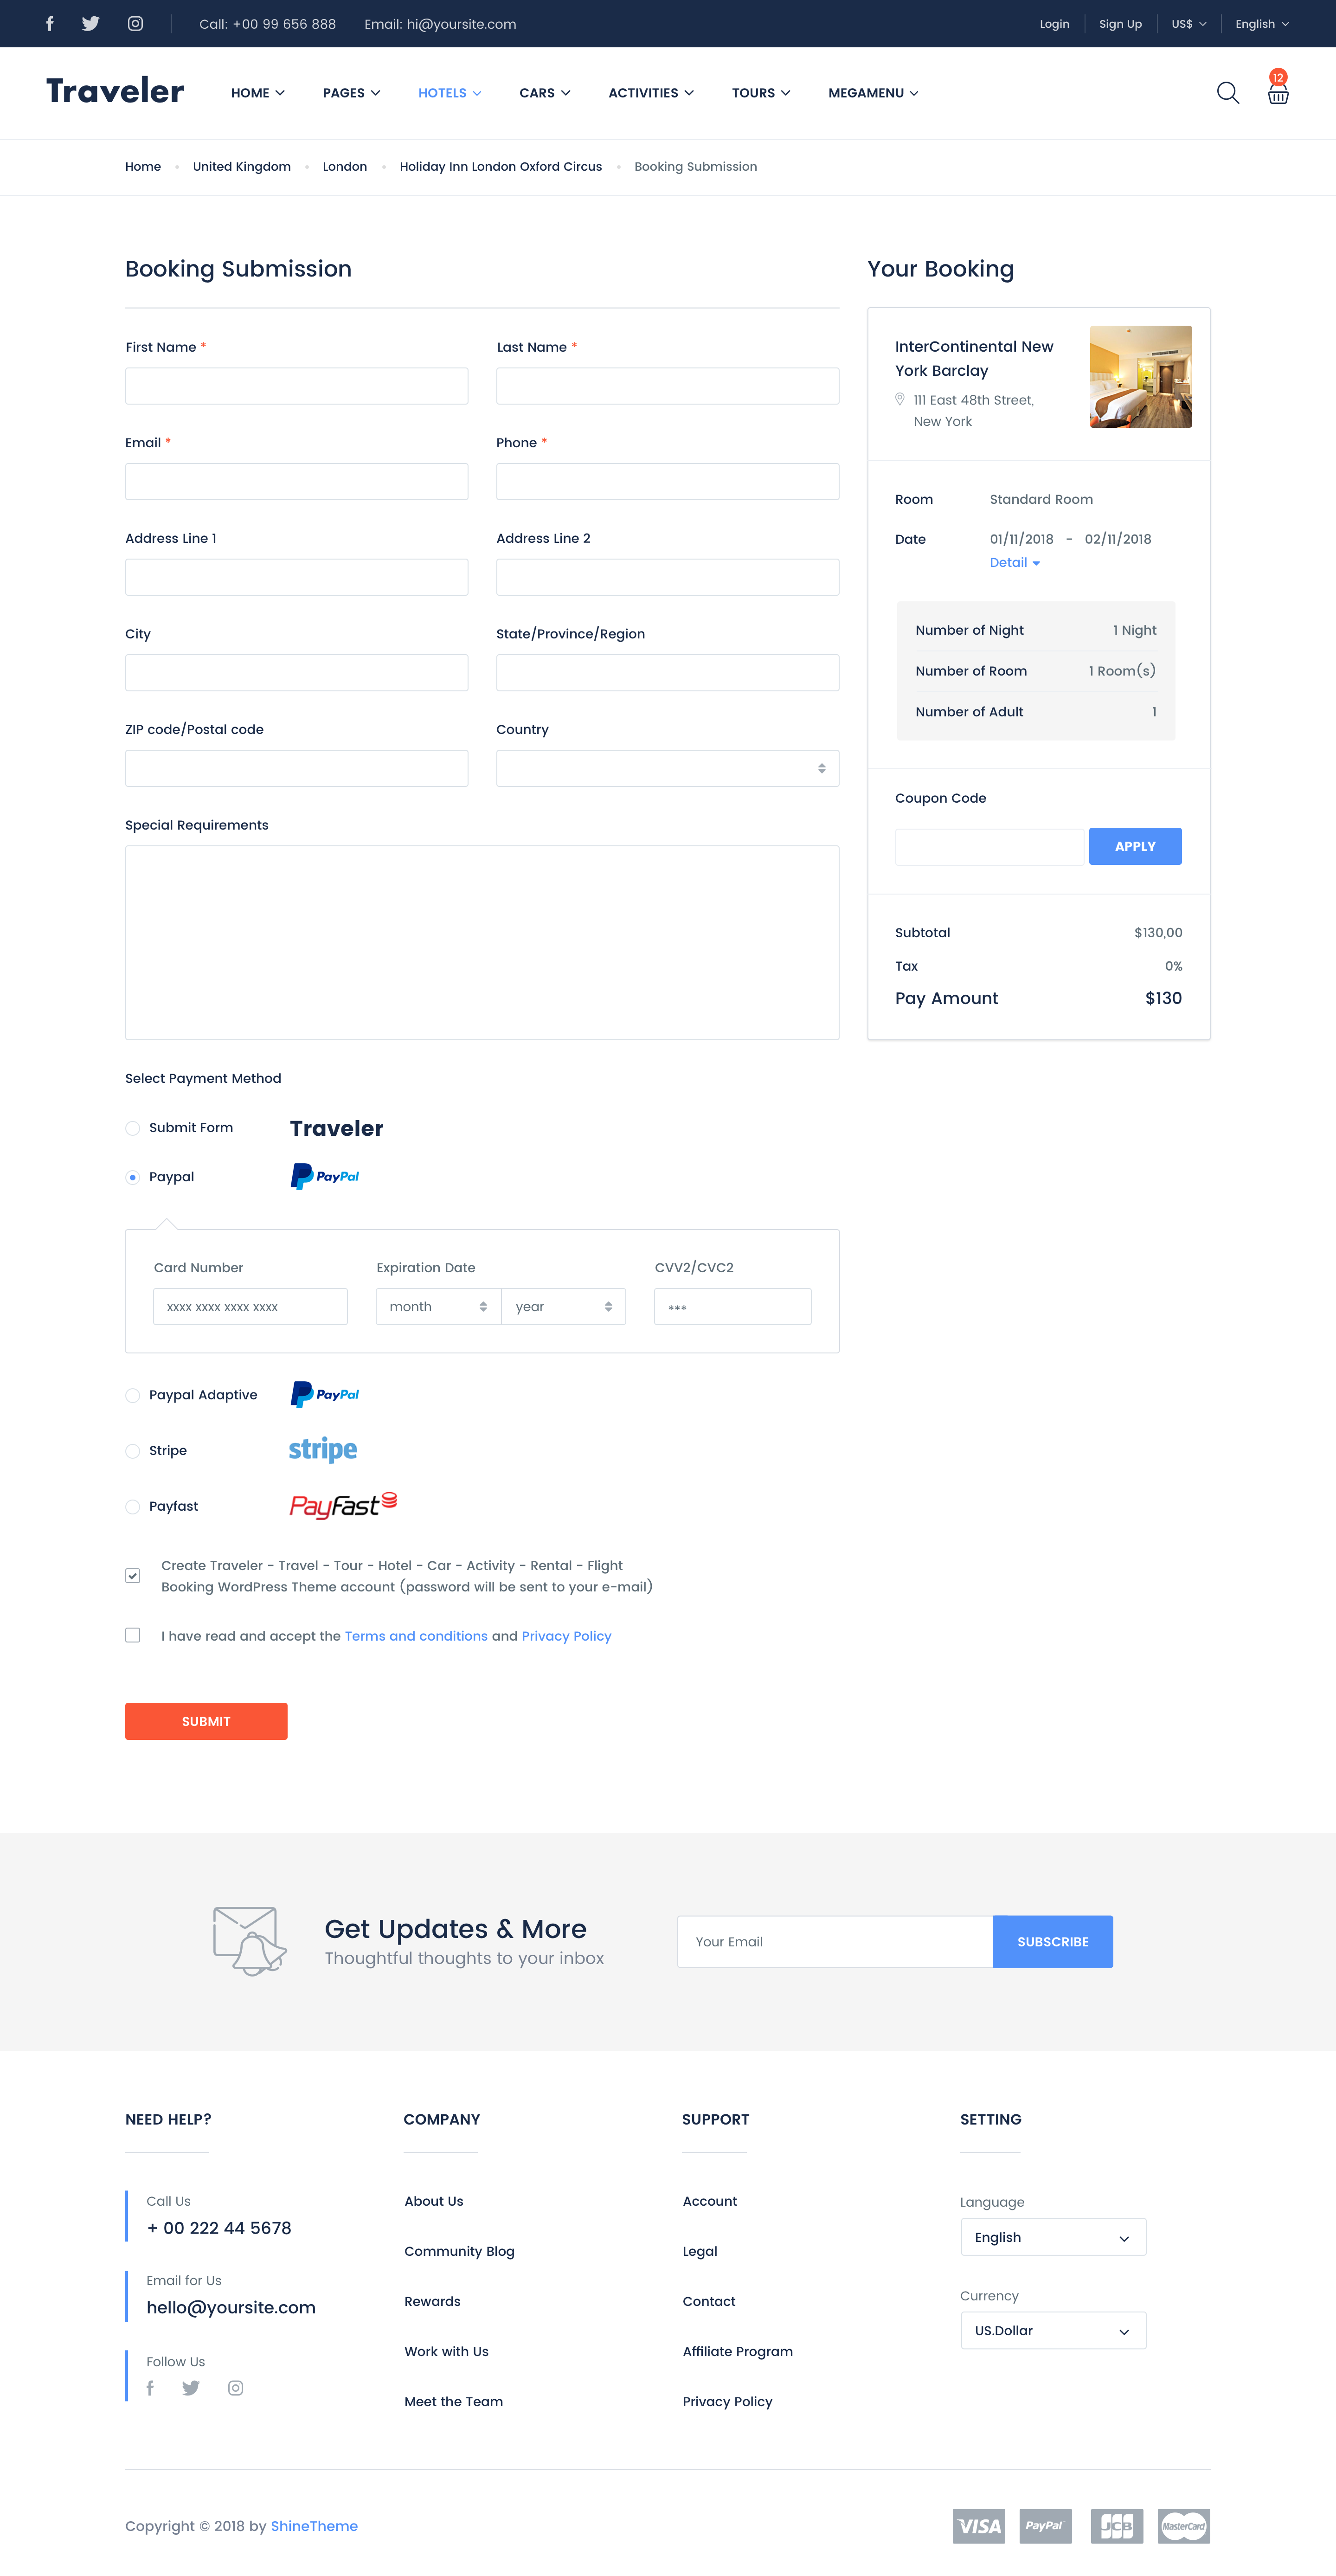 Call: +00 99 656 888 Email: hi@yoursite.com Login Sign Up US$ English
Traveler HOME PAGES HOTELS CARS ACTIVITIES TOURS MEGAMENU 12
Home United Kingdom London Holiday Inn London Oxford Circus Booking Submission
Booking Submission
First Name * Last Name *
Email * Phone *
Address Line 1 Address Line 2
City State/Province/Region
ZIP code/Postal code Country
Special Requirements
Your Booking
InterContinental New
York Barclay
111 East 48th Street,
New York
Room Standard Room
Date 01/11/2018 - 02/11/2018
Detail
Number of Night 1 Night
Number of Room 1 Room(s)
Number of Adult 1
Coupon Code
APPLY
Subtotal $130,00
Tax 0%
Pay Amount $130
Select Payment Method
Submit Form Traveler
Paypal PayPal
Card Number Expiration Date CVV2/CVC2
xxxx xxxx xxxx xxxx month year ***
Paypal Adaptive PayPal
Stripe stripe
Payfast PayFast
Create Traveler - Travel - Tour - Hotel - Car - Activity - Rental - Flight
Booking WordPress Theme account (password will be sent to your e-mail)
I have read and accept the Terms and conditions and Privacy Policy
SUBMIT
Get Updates & More
Thoughtful thoughts to your inbox
Your Email SUBSCRIBE
NEED HELP?
Call Us
+ 00 222 44 5678
Email for Us
hello@yoursite.com
Follow Us
COMPANY
About Us
Community Blog
Rewards
Work with Us
Meet the Team
SUPPORT
Account
Legal
Contact
Affiliate Program
Privacy Policy
SETTING
Language
English
Currency
US.Dollar
Copyright © 2018 by ShineTheme VISA PayPal JCB MasterCard